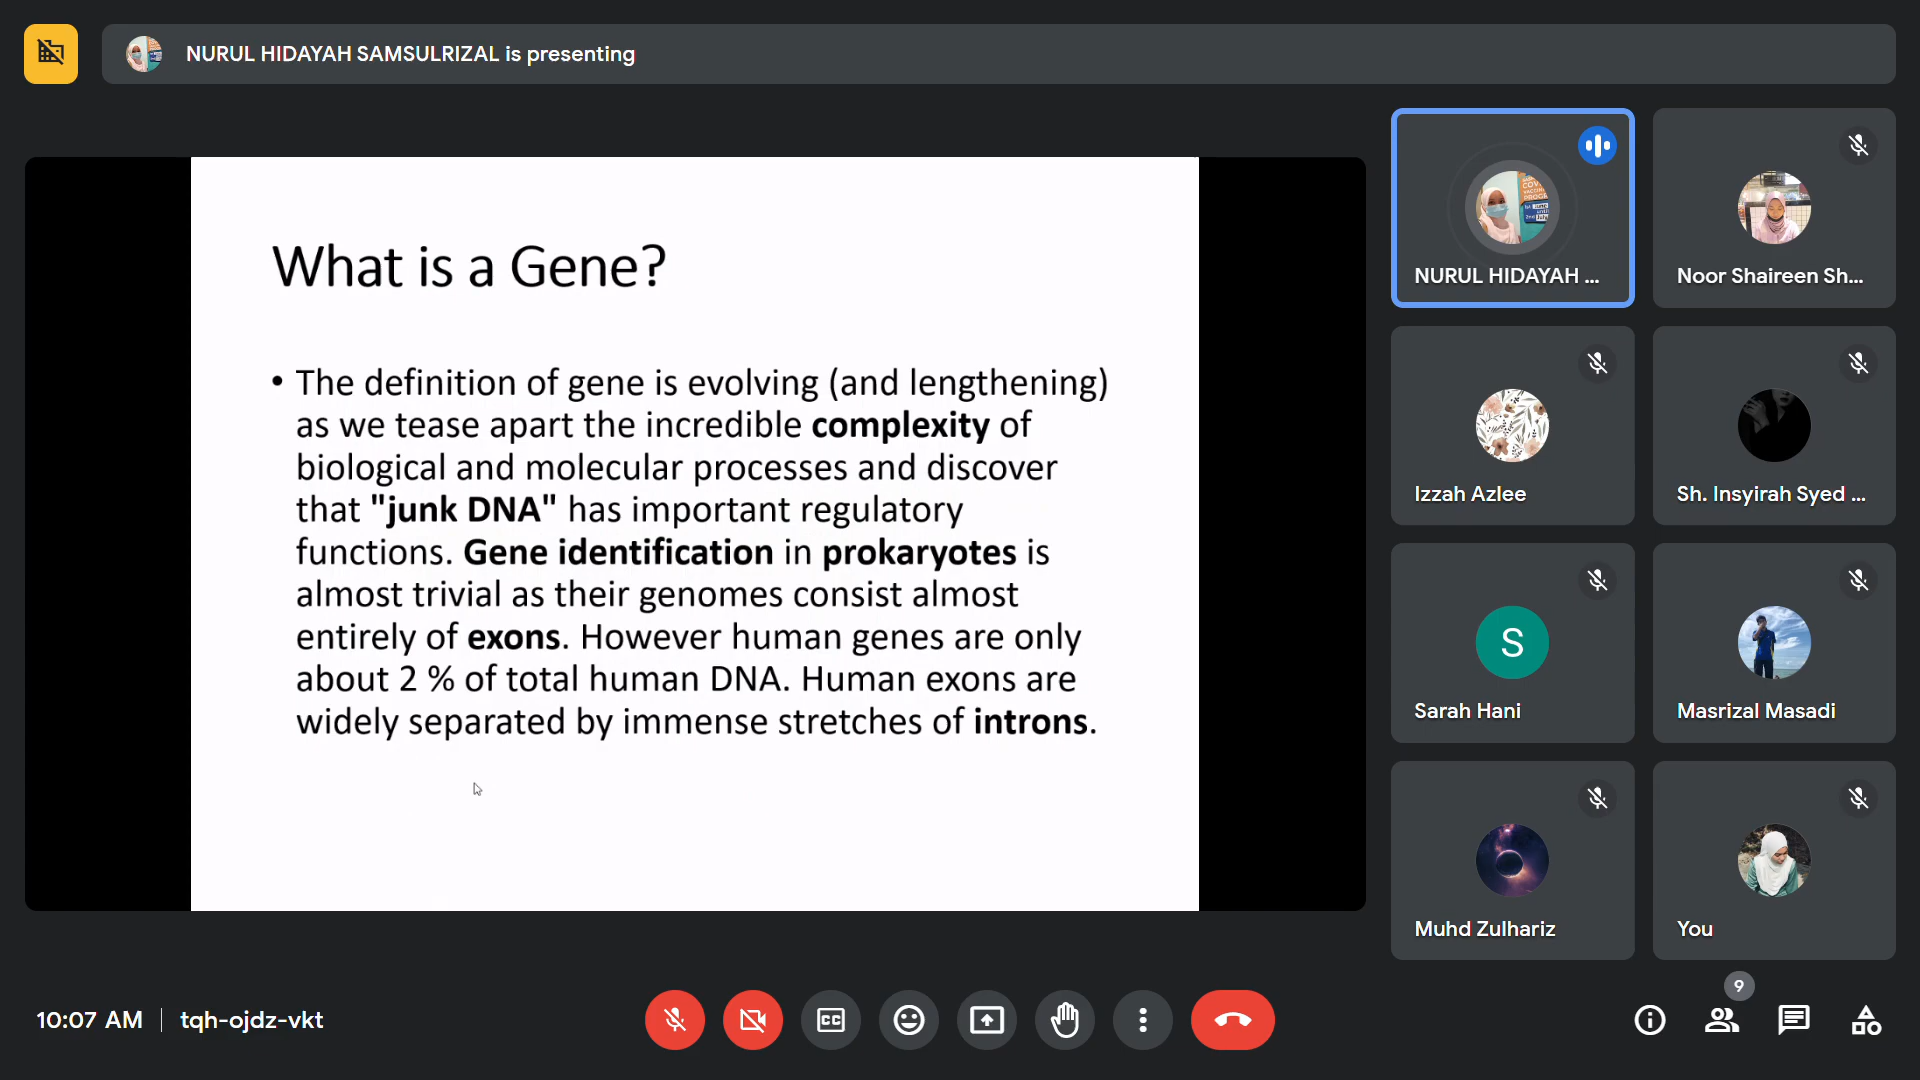 NURUL HIDAYAH SAMSULRIZAL is presenting
What is a Gene?
• The definition of gene is evolving (and lengthening)
as we tease apart the incredible complexity of
biological and molecular processes and discover
that "junk DNA" has important regulatory
functions. Gene identification in prokaryotes is
almost trivial as their genomes consist almost
entirely of exons. However human genes are only
about 2 % of total human DNA. Human exons are
widely separated by immense stretches of introns.
NURUL HIDAYAH ...
Noor Shaireen Sh...
Izzah Azlee
Sh. Insyirah Syed ...
S
Sarah Hani
Masrizal Masadi
Muhd Zulhariz
You
10:07 AM | tqh-ojdz-vkt
CC
9